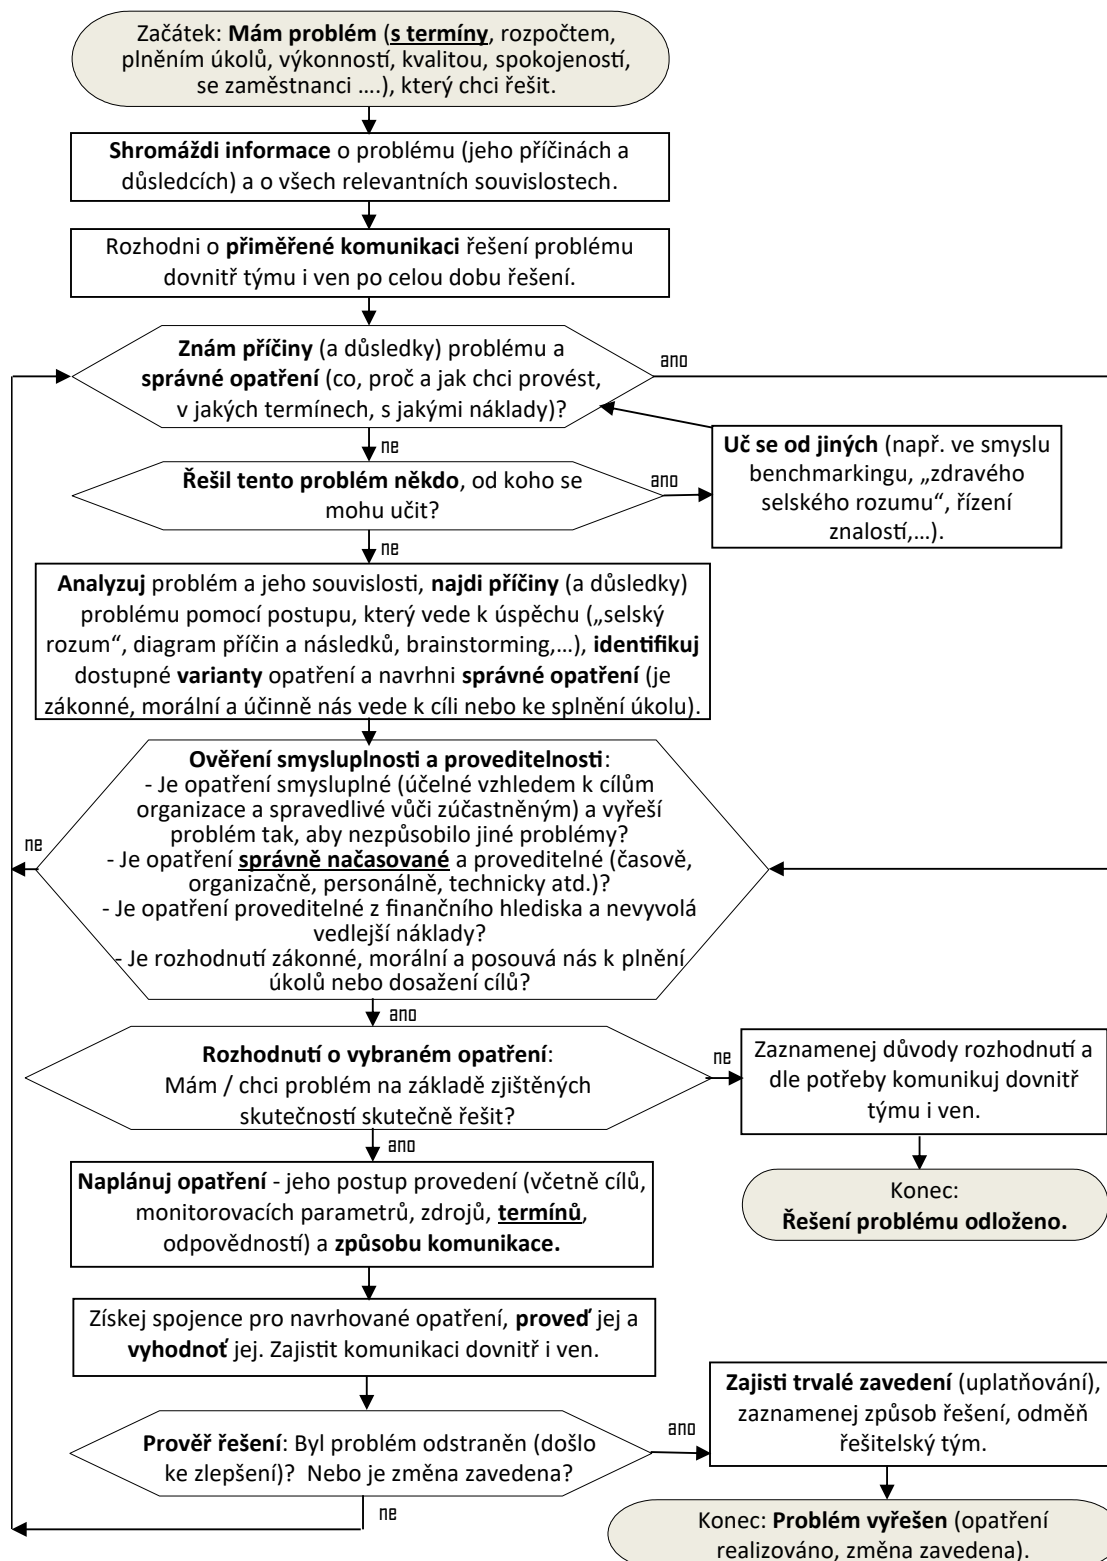 Začátek: Mám problém (s termíny, rozpočtem,
plněním úkolů, výkonností, kvalitou, spokojeností,
se zaměstnanci ….), který chci řešit.
Shromáždi informace o problému (jeho příčinách a
důsledcích) a o všech relevantních souvislostech.
Rozhodni o přiměřené komunikaci řešení problému
dovnitř týmu i ven po celou dobu řešení.
Znám příčiny (a důsledky) problému a
správné opatření (co, proč a jak chci provést,
v jakých termínech, s jakými náklady)?
ano
ne
Uč se od jiných (např. ve smyslu
benchmarkingu, „zdravého
selského rozumu“, řízení
znalostí,…).
Řešil tento problém někdo, od koho se
mohu učit?
ano
ne
Analyzuj problém a jeho souvislosti, najdi příčiny (a důsledky)
problému pomocí postupu, který vede k úspěchu („selský
rozum“, diagram příčin a následků, brainstorming,…), identifikuj
dostupné varianty opatření a navrhni správné opatření (je
zákonné, morální a účinně nás vede k cíli nebo ke splnění úkolu).
Ověření smysluplnosti a proveditelnosti:
- Je opatření smysluplné (účelné vzhledem k cílům
organizace a spravedlivé vůči zúčastněným) a vyřeší
problém tak, aby nezpůsobilo jiné problémy?
- Je opatření správně načasované a proveditelné (časově,
organizačně, personálně, technicky atd.)?
- Je opatření proveditelné z finančního hlediska a nevyvolá
vedlejší náklady?
- Je rozhodnutí zákonné, morální a posouvá nás k plnění
úkolů nebo dosažení cílů?
ne
ano
Rozhodnutí o vybraném opatření:
Mám / chci problém na základě zjištěných
skutečností skutečně řešit?
ne
Zaznamenej důvody rozhodnutí a
dle potřeby komunikuj dovnitř
týmu i ven.
ano
Konec:
Řešení problému odloženo.
Naplánuj opatření - jeho postup provedení (včetně cílů,
monitorovacích parametrů, zdrojů, termínů,
odpovědností) a způsobu komunikace.
Získej spojence pro navrhované opatření, proveď jej a
vyhodnoť jej. Zajistit komunikaci dovnitř i ven.
Prověř řešení: Byl problém odstraněn (došlo
ke zlepšení)? Nebo je změna zavedena?
ano
ne
Zajisti trvalé zavedení (uplatňování),
zaznamenej způsob řešení, odměň
řešitelský tým.
Konec: Problém vyřešen (opatření
realizováno, změna zavedena).